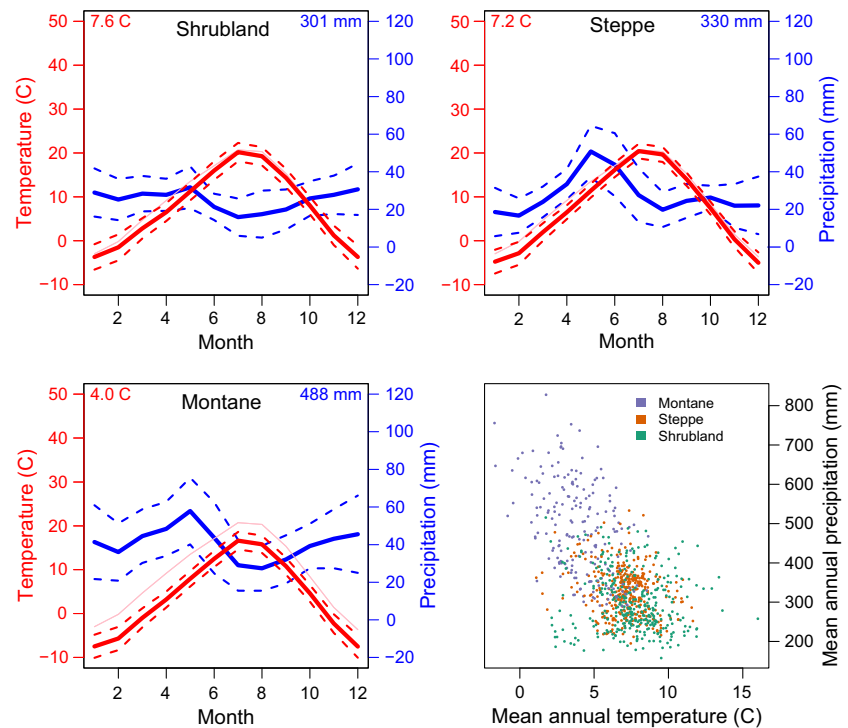 7.6 C Shrubland 301 mm
50
40
30
20
10
0
−10
Temperature (C)
120
100
80
60
40
20
0
−20
Precipitation (mm)
2 4 6 8 10 12
Month
7.2 C Steppe 330 mm
50
40
30
20
10
0
−10
120
100
80
60
40
20
0
−20
Precipitation (mm)
2 4 6 8 10 12
Month
4.0 C Montane 488 mm
50
40
30
20
10
0
−10
Temperature (C)
120
100
80
60
40
20
0
−20
Precipitation (mm)
2 4 6 8 10 12
Month
Montane
Steppe
Shrubland
800
700
600
500
400
300
200
Mean annual precipitation (mm)
0 5 10 15
Mean annual temperature (C)